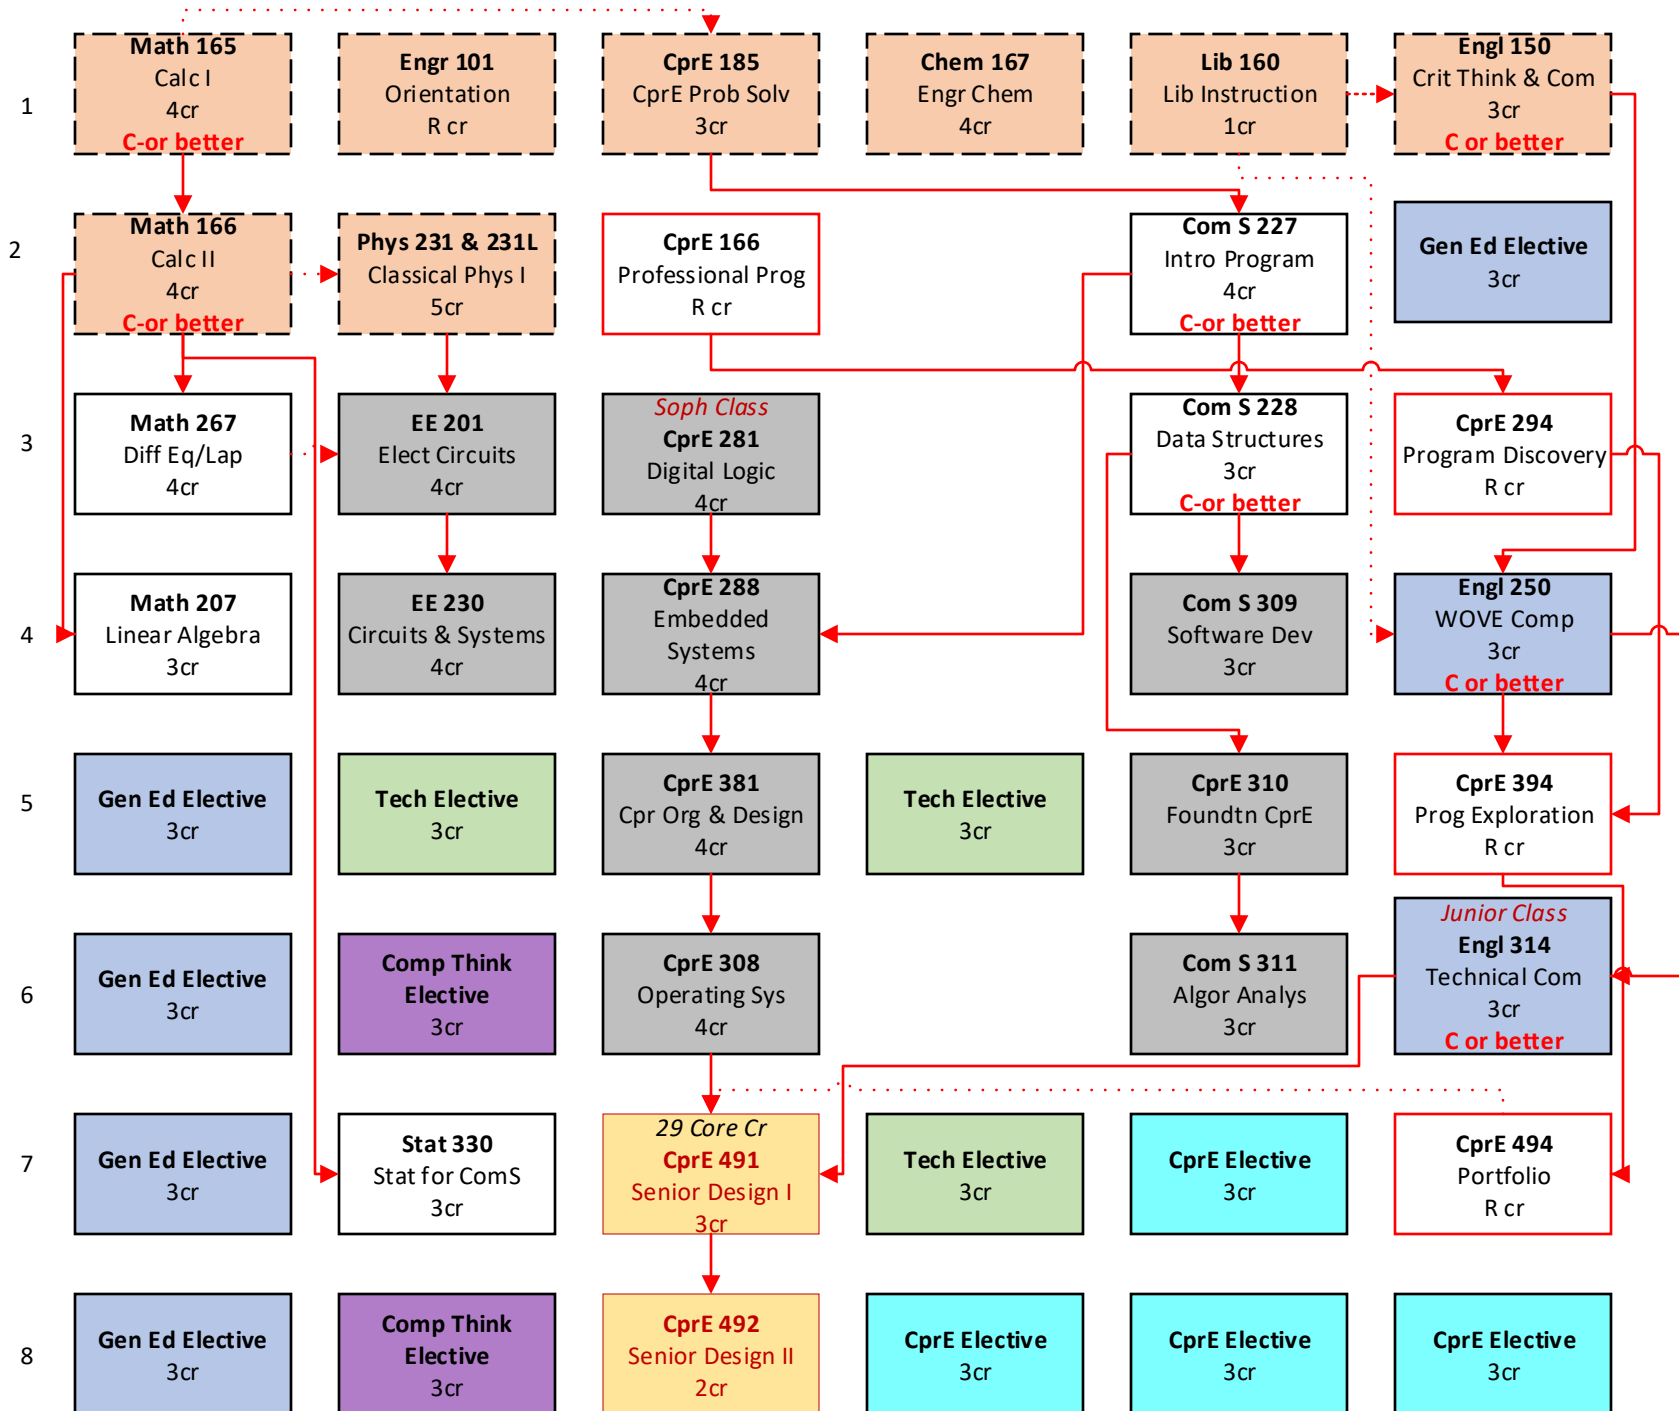 1
Math 165
Calc I
4cr
C-or better
Engr 101
Orientation
R cr
CprE 185
CprE Prob Solv
3cr
Chem 167
Engr Chem
4cr
Lib 160
Lib Instruction
1cr
Engl 150
Crit Think & Com
3cr
C or better
2
Math 166
Calc II
4cr
C-or better
Phys 231 & 231L
Classical Phys I
5cr
CprE 166
Professional Prog
R cr
Com S 227
Intro Program
4cr
C-or better
Gen Ed Elective
3cr
3
Math 267
Diff Eq/Lap
4cr
EE 201
Elect Circuits
4cr
Soph Class
CprE 281
Digital Logic
4cr
Com S 228
Data Structures
3cr
C-or better
CprE 294
Program Discovery
R cr
4
Math 207
Linear Algebra
3cr
EE 230
Circuits & Systems
4cr
CprE 288
Embedded
Systems
4cr
Com S 309
Software Dev
3cr
Engl 250
WOVE Comp
3cr
C or better
5
Gen Ed Elective
3cr
Tech Elective
3cr
CprE 381
Cpr Org & Design
4cr
Tech Elective
3cr
CprE 310
Foundtn CprE
3cr
CprE 394
Prog Exploration
R cr
6
Gen Ed Elective
3cr
Comp Think
Elective
3cr
CprE 308
Operating Sys
4cr
Com S 311
Algor Analys
3cr
Junior Class
Engl 314
Technical Com
3cr
C or better
7
Gen Ed Elective
3cr
Stat 330
Stat for ComS
3cr
29 Core Cr
CprE 491
Senior Design I
3cr
Tech Elective
3cr
CprE Elective
3cr
CprE 494
Portfolio
R cr
8
Gen Ed Elective
3cr
Comp Think
Elective
3cr
CprE 492
Senior Design II
2cr
CprE Elective
3cr
CprE Elective
3cr
CprE Elective
3cr